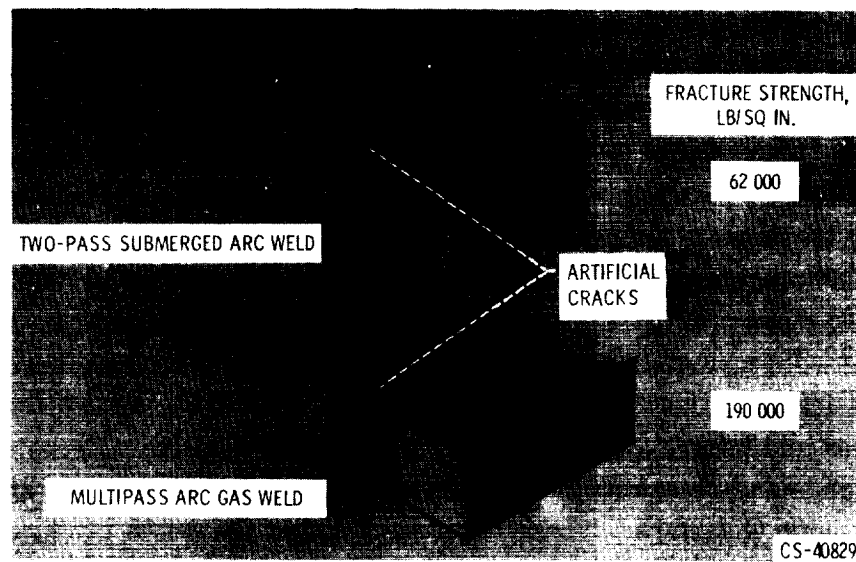 FRACTURE STRENGTH,
LB/SQ IN.
62 000
TWO-PASS SUBMERGED ARC WELD
ARTIFICIAL
CRACKS
190 000
MULTIPASS ARC GAS WELD
CS-40829